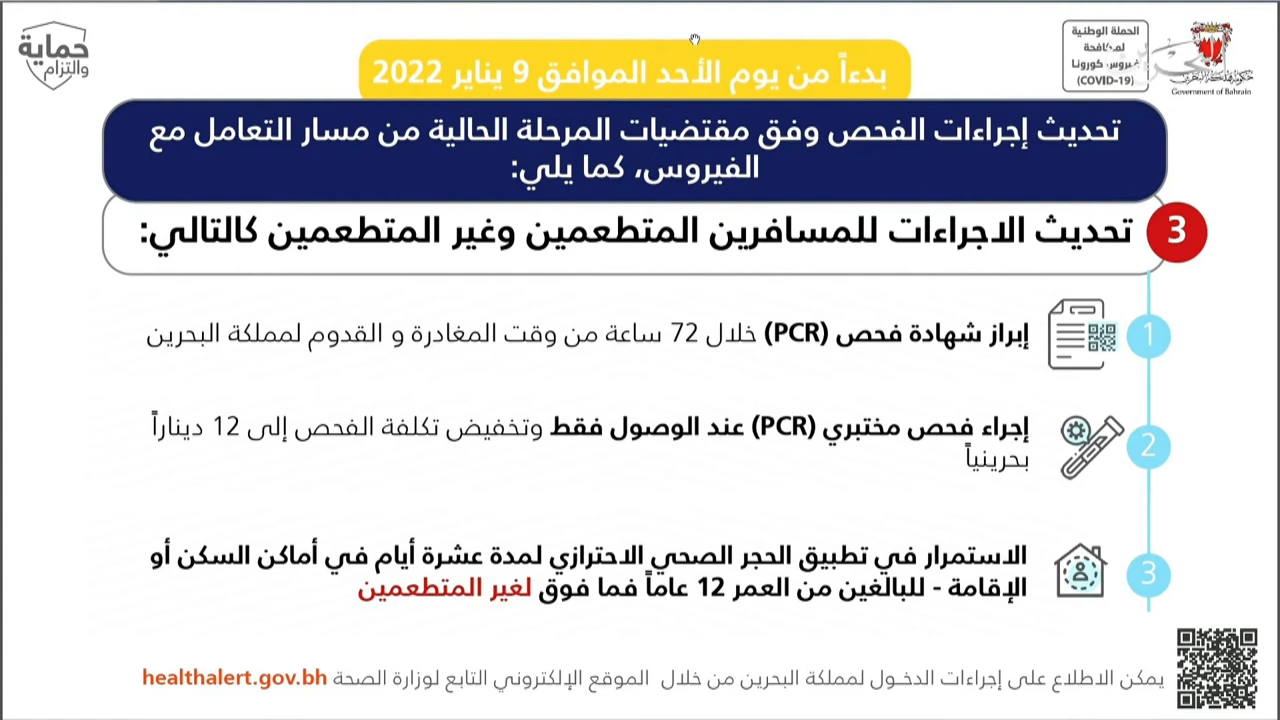 حماية
والتزام
الحملة الوطنية
لمكافحة
فيروس كورونا
(COVID-19)
Government of Bahrain
بدءاً من يوم الأحد الموافق 9 يناير 2022
تحديث إجراءات الفحص وفق مقتضيات المرحلة الحالية من مسار التعامل مع
الفيروس، كما يلي:
3 تحديث الاجراءات للمسافرين المتطعمين وغير المتطعمين كالتالي:
1 إبراز شهادة فحص (PCR) خلال 72 ساعة من وقت المغادرة و القدوم لمملكة البحرين
2 إجراء فحص مختبري (PCR) عند الوصول فقط وتخفيض تكلفة الفحص إلى 12 ديناراً
بحرينياً
3 الاستمرار في تطبيق الحجر الصحي الاحترازي لمدة عشرة أيام في أماكن السكن أو
الإقامة - للبالغين من العمر 12 عاماً فما فوق لغير المتطعمين
يمكن الاطلاع على إجراءات الدخول لمملكة البحرين من خلال الموقع الإلكتروني التابع لوزارة الصحة healthalert.gov.bh